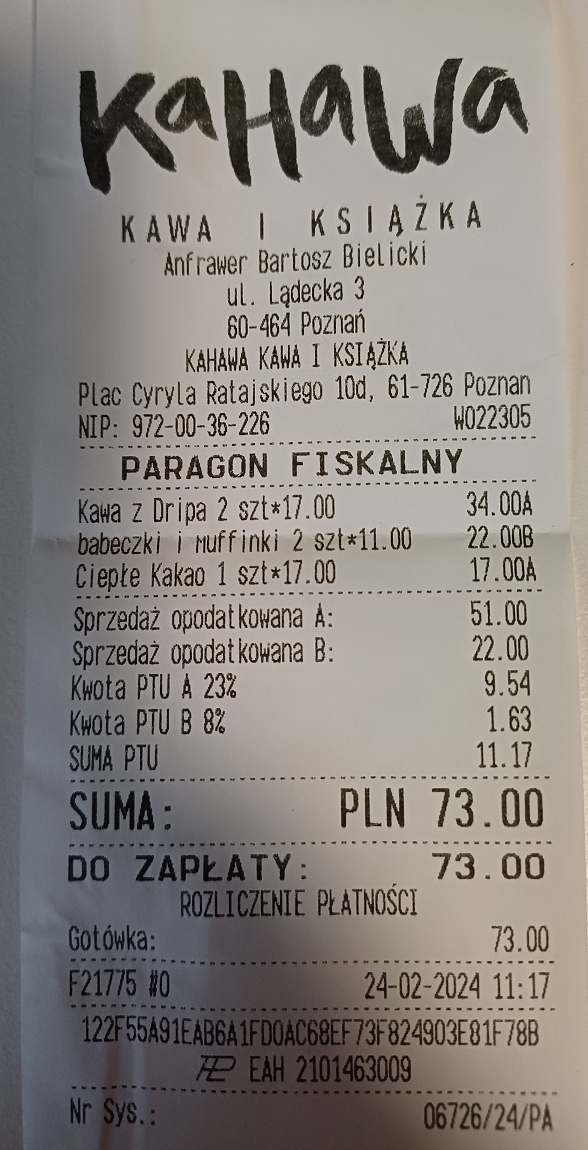 KaHaWa
KAWA I KSIĄŻKA
Anfrawer Bartosz Bielicki
ul. Lądecka 3
60-464 Poznań
KAHAWA KAWA I KSIĄŻKA
Plac Cyryla Ratajskiego 10d, 61-726 Poznan
NIP: 972-00-36-226 W022305
PARAGON FISKALNY
Kawa z Dripa 2 szt*17.00 34.00A
babeczki i muffinki 2 szt*11.00 22.00B
Ciepłe Kakao 1 szt*17.00 17.00A
Sprzedaż opodatkowana A: 51.00
Sprzedaż opodatkowana B: 22.00
Kwota PTU A 23% 9.54
Kwota PTU B 8% 1.63
SUMA PTU 11.17
SUMA: PLN 73.00
DO ZAPŁATY: 73.00
ROZLICZENIE PŁATNOŚCI
Gotówka: 73.00
F21775 #0 24-02-2024 11:17
122F55A91EAB6A1FD0AC68EF73F824903E81F78B
EAH 2101463009
Nr Sys.: 06726/24/PA